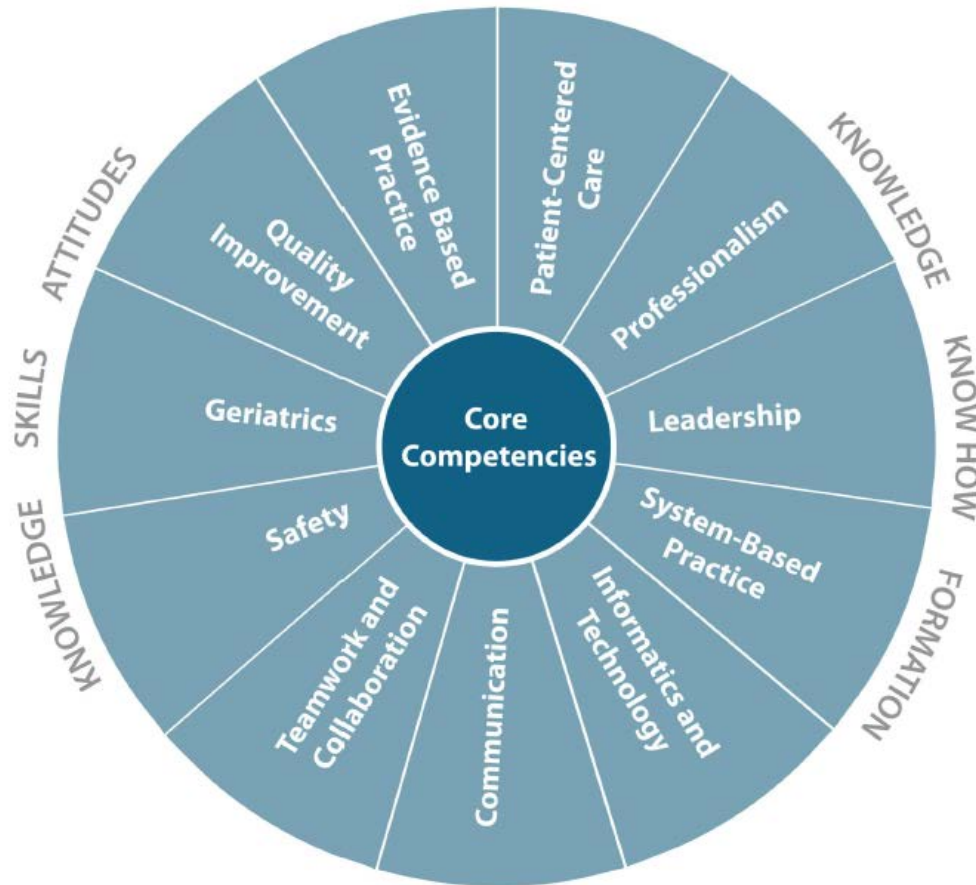 Core
Competencies
Patient-Centered
Care
Professionalism
Leadership
System-Based
Practice
Informatics and
Technology
Communication
Teamwork and
Collaboration
Safety
Geriatrics
Quality
Improvement
Evidence Based
Practice
KNOWLEDGE
KNOW HOW
FORMATION
KNOWLEDGE
SKILLS
ATTITUDES